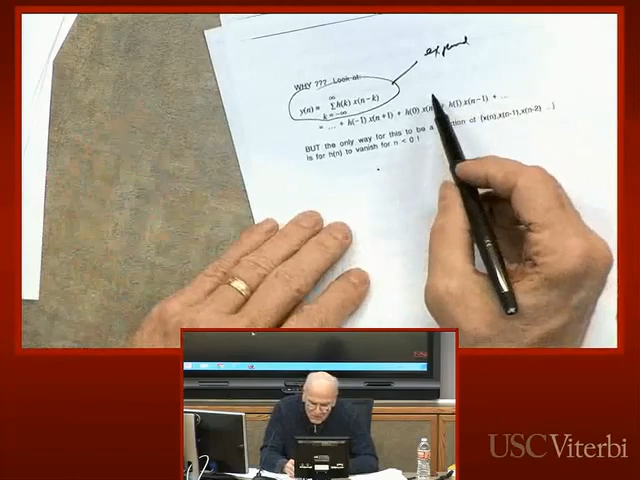 expand
WHY ??? Look at:
∞
y(n) = Σ h(k) x(n−k)
k = −∞
= ... + h(−1) x(n+1) + h(0) x(n) + h(1) x(n−1) + ...
BUT the only way for this to be a function of {x(n),x(n-1),x(n-2) ...}
is for h(n) to vanish for n < 0 !
USC Viterbi